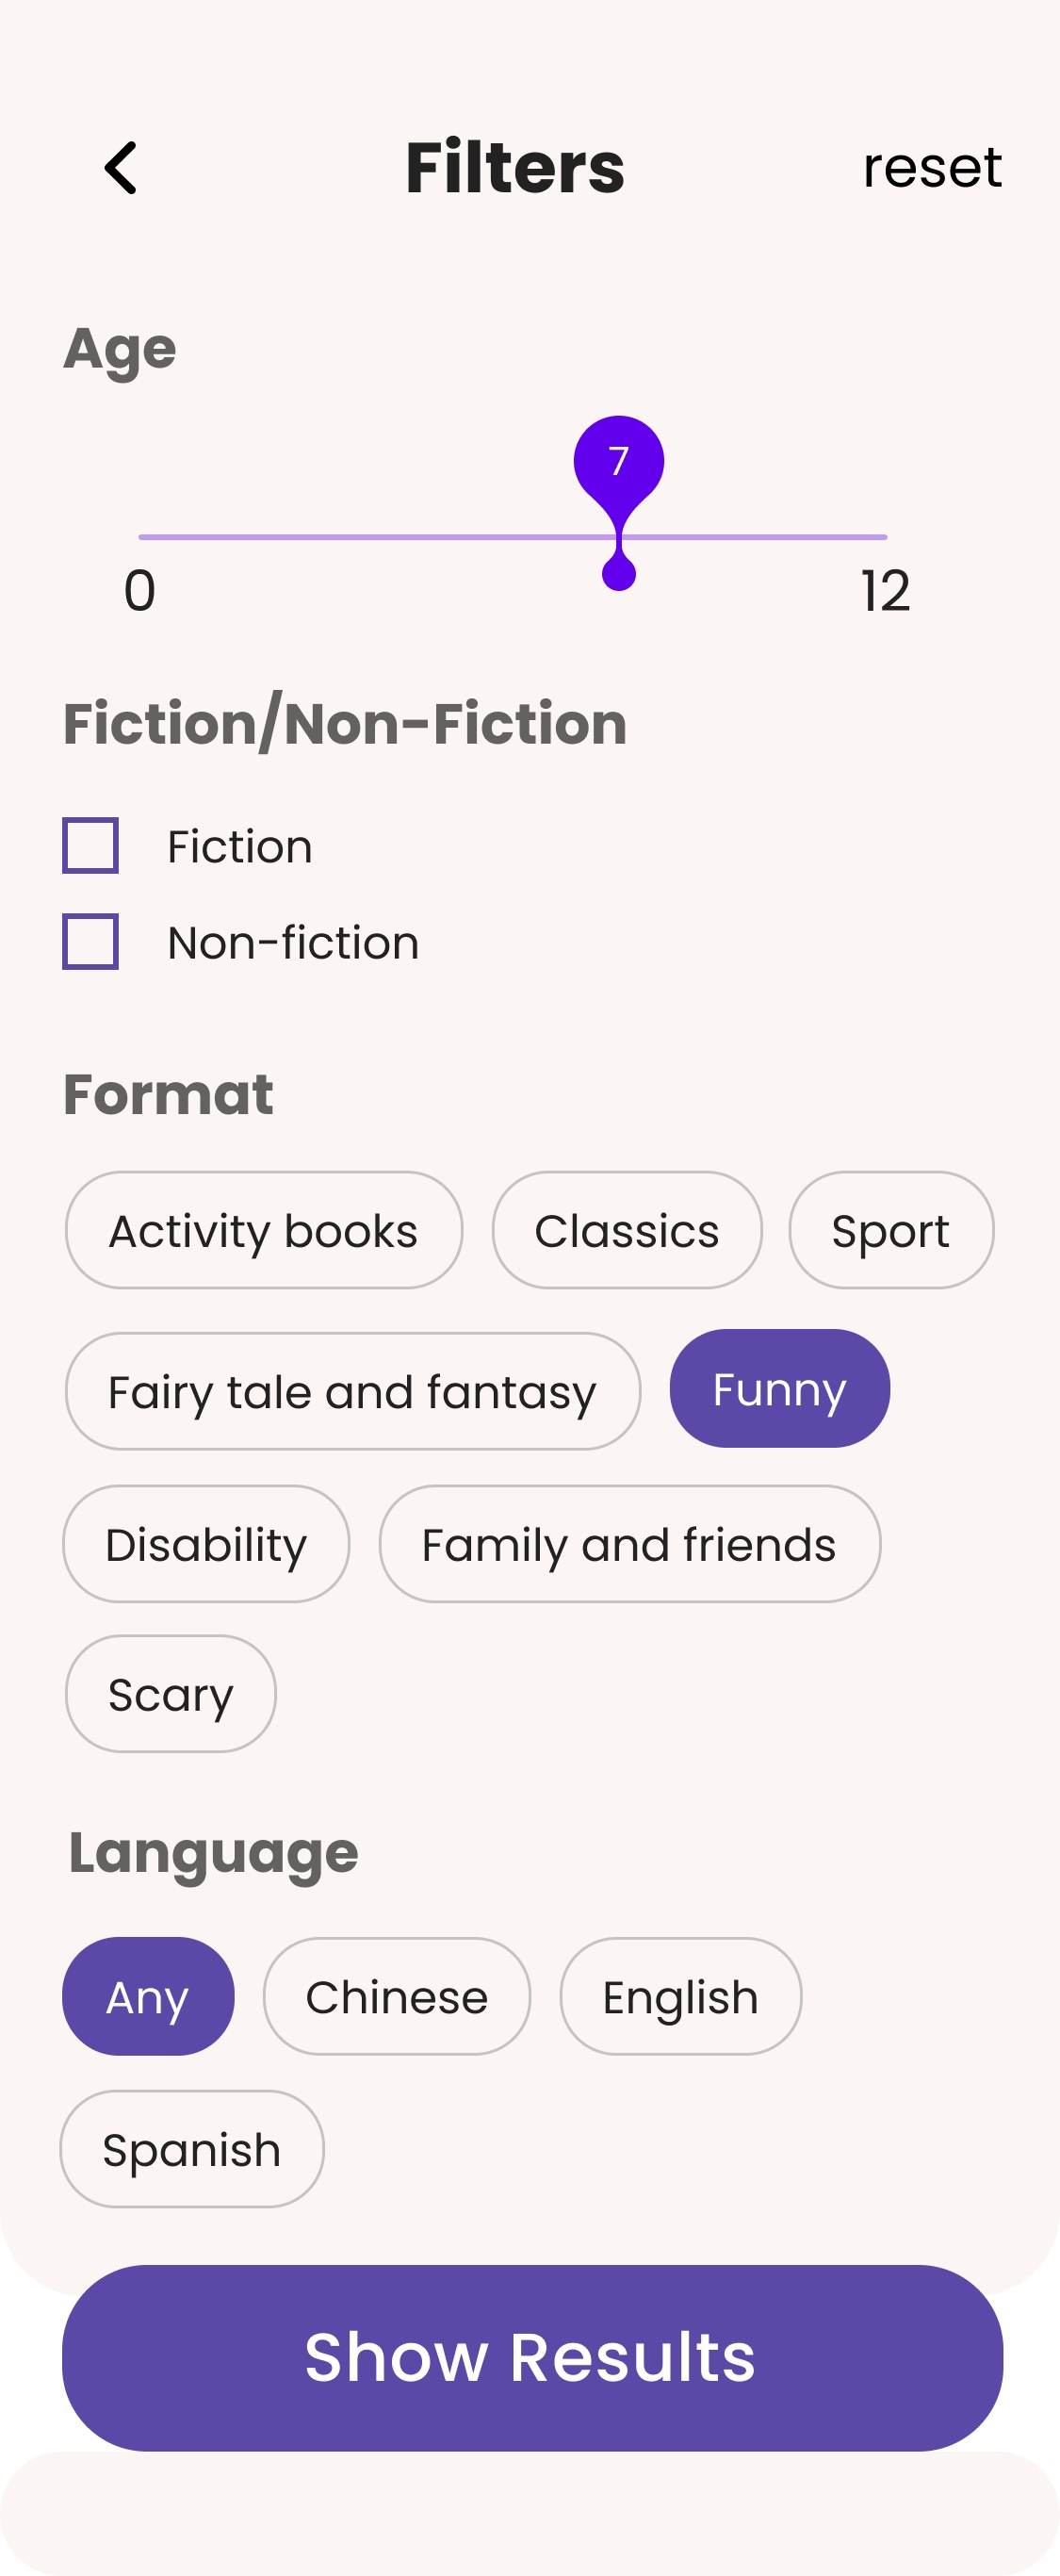 Filters reset
Age
7
0 12
Fiction/Non-Fiction
Fiction
Non-fiction
Format
Activity books Classics Sport
Fairy tale and fantasy Funny
Disability Family and friends
Scary
Language
Any Chinese English
Spanish
Show Results